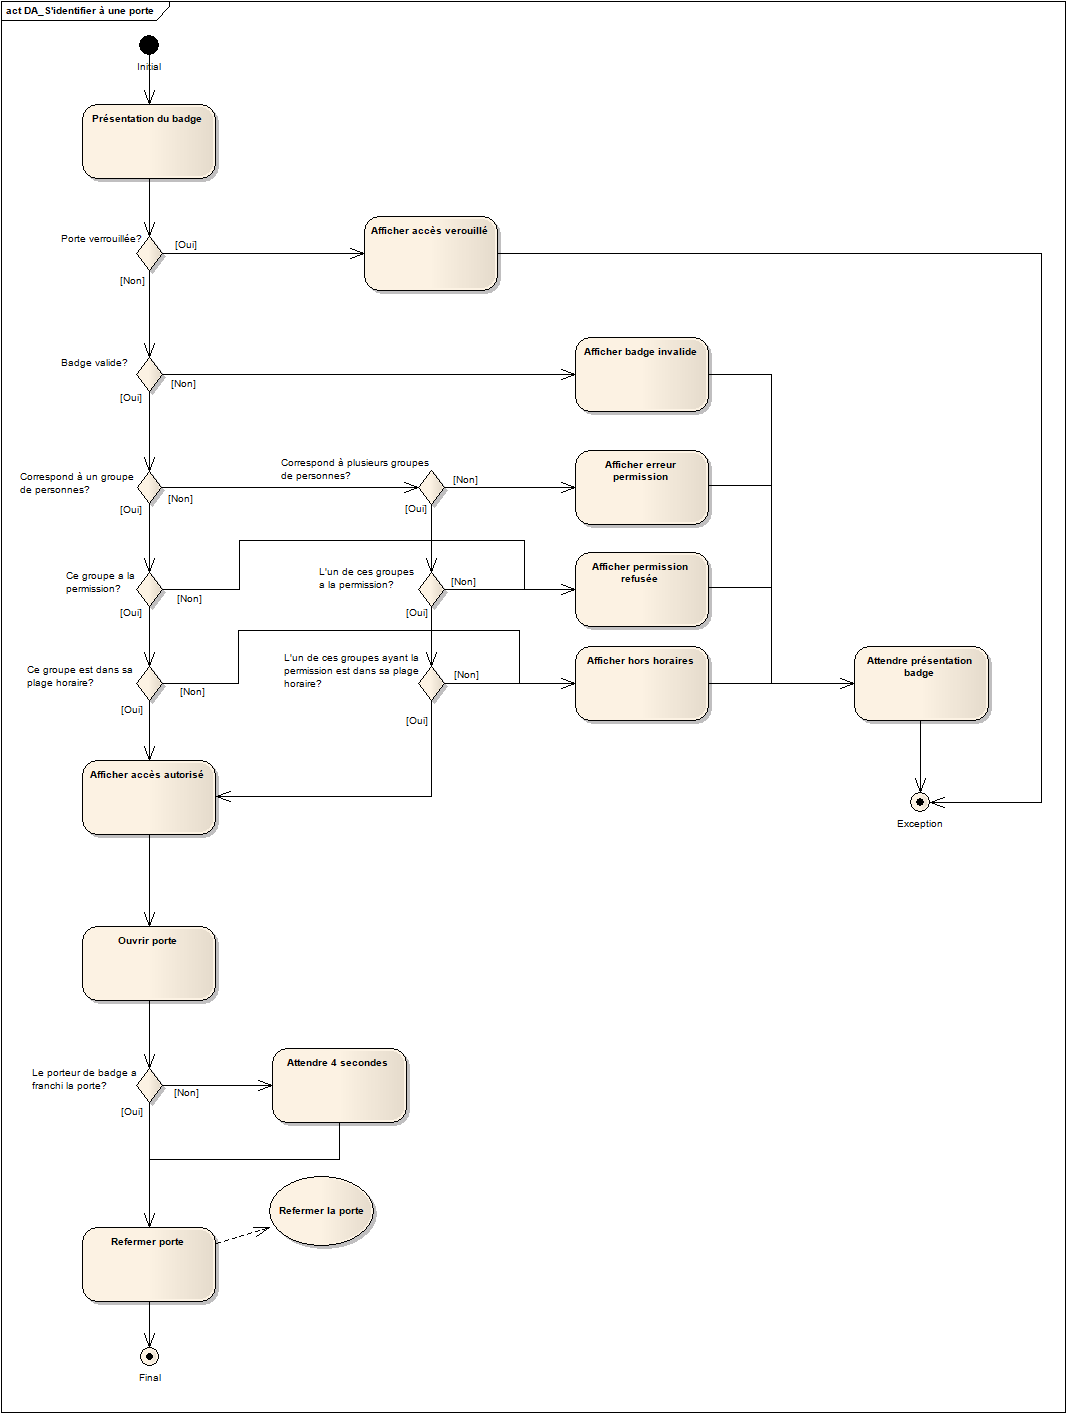 act DA_S'identifier à une porte
Initial
Présentation du badge
Porte verrouillée?
[Oui]
Afficher accès verouillé
[Non]
Badge valide?
[Non]
Afficher badge invalide
[Oui]
Correspond à un groupe
de personnes?
[Non]
[Oui]
Correspond à plusieurs groupes
de personnes?
[Non]
[Oui]
Afficher erreur
permission
Ce groupe a la
permission?
[Non]
[Oui]
L'un de ces groupes
a la permission?
[Non]
[Oui]
Afficher permission
refusée
Ce groupe est dans sa
plage horaire?
[Non]
[Oui]
L'un de ces groupes ayant la
permission est dans sa plage
horaire?
[Non]
[Oui]
Afficher hors horaires
Attendre présentation
badge
Afficher accès autorisé
Exception
Ouvrir porte
Le porteur de badge a
franchi la porte?
[Non]
[Oui]
Attendre 4 secondes
Refermer la porte
Refermer porte
Final